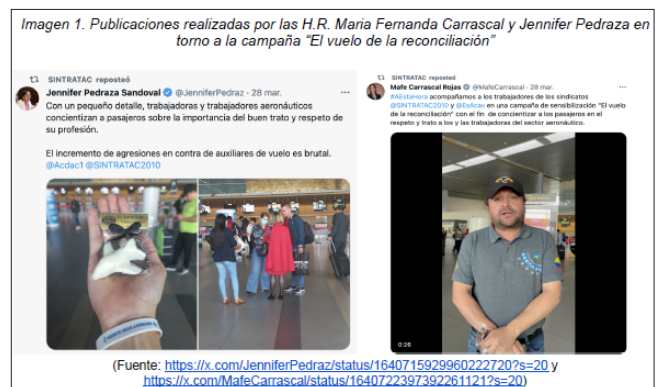 Imagen 1. Publicaciones realizadas por las H.R. Maria Fernanda Carrascal y Jennifer Pedraza en
torno a la campaña “El vuelo de la reconciliación”
SINTRATAC reposteó
Jennifer Pedraza Sandoval @JenniferPedraz · 28 mar.
Con un pequeño detalle, trabajadoras y trabajadores aeronáuticos
concientizan a pasajeros sobre la importancia del buen trato y respeto de
su profesión.
El incremento de agresiones en contra de auxiliares de vuelo es brutal.
@Acdac1 @SINTRATAC2010
SINTRATAC reposteó
Mafe Carrascal Rojas @MafeCarrascal · 28 mar.
#AEstaHora acompañamos a los trabajadores de los sindicatos
@SINTRATAC2010 y @EsAcav en una campaña de sensibilización "El vuelo
de la reconciliación" con el fin de concientizar a los pasajeros en el
respeto y trato a los y las trabajadoras del sector aeronáutico.
0:26
(Fuente: https://x.com/JenniferPedraz/status/1640715929960222720?s=20 y
https://x.com/MafeCarrascal/status/1640722397392261121?s=20)